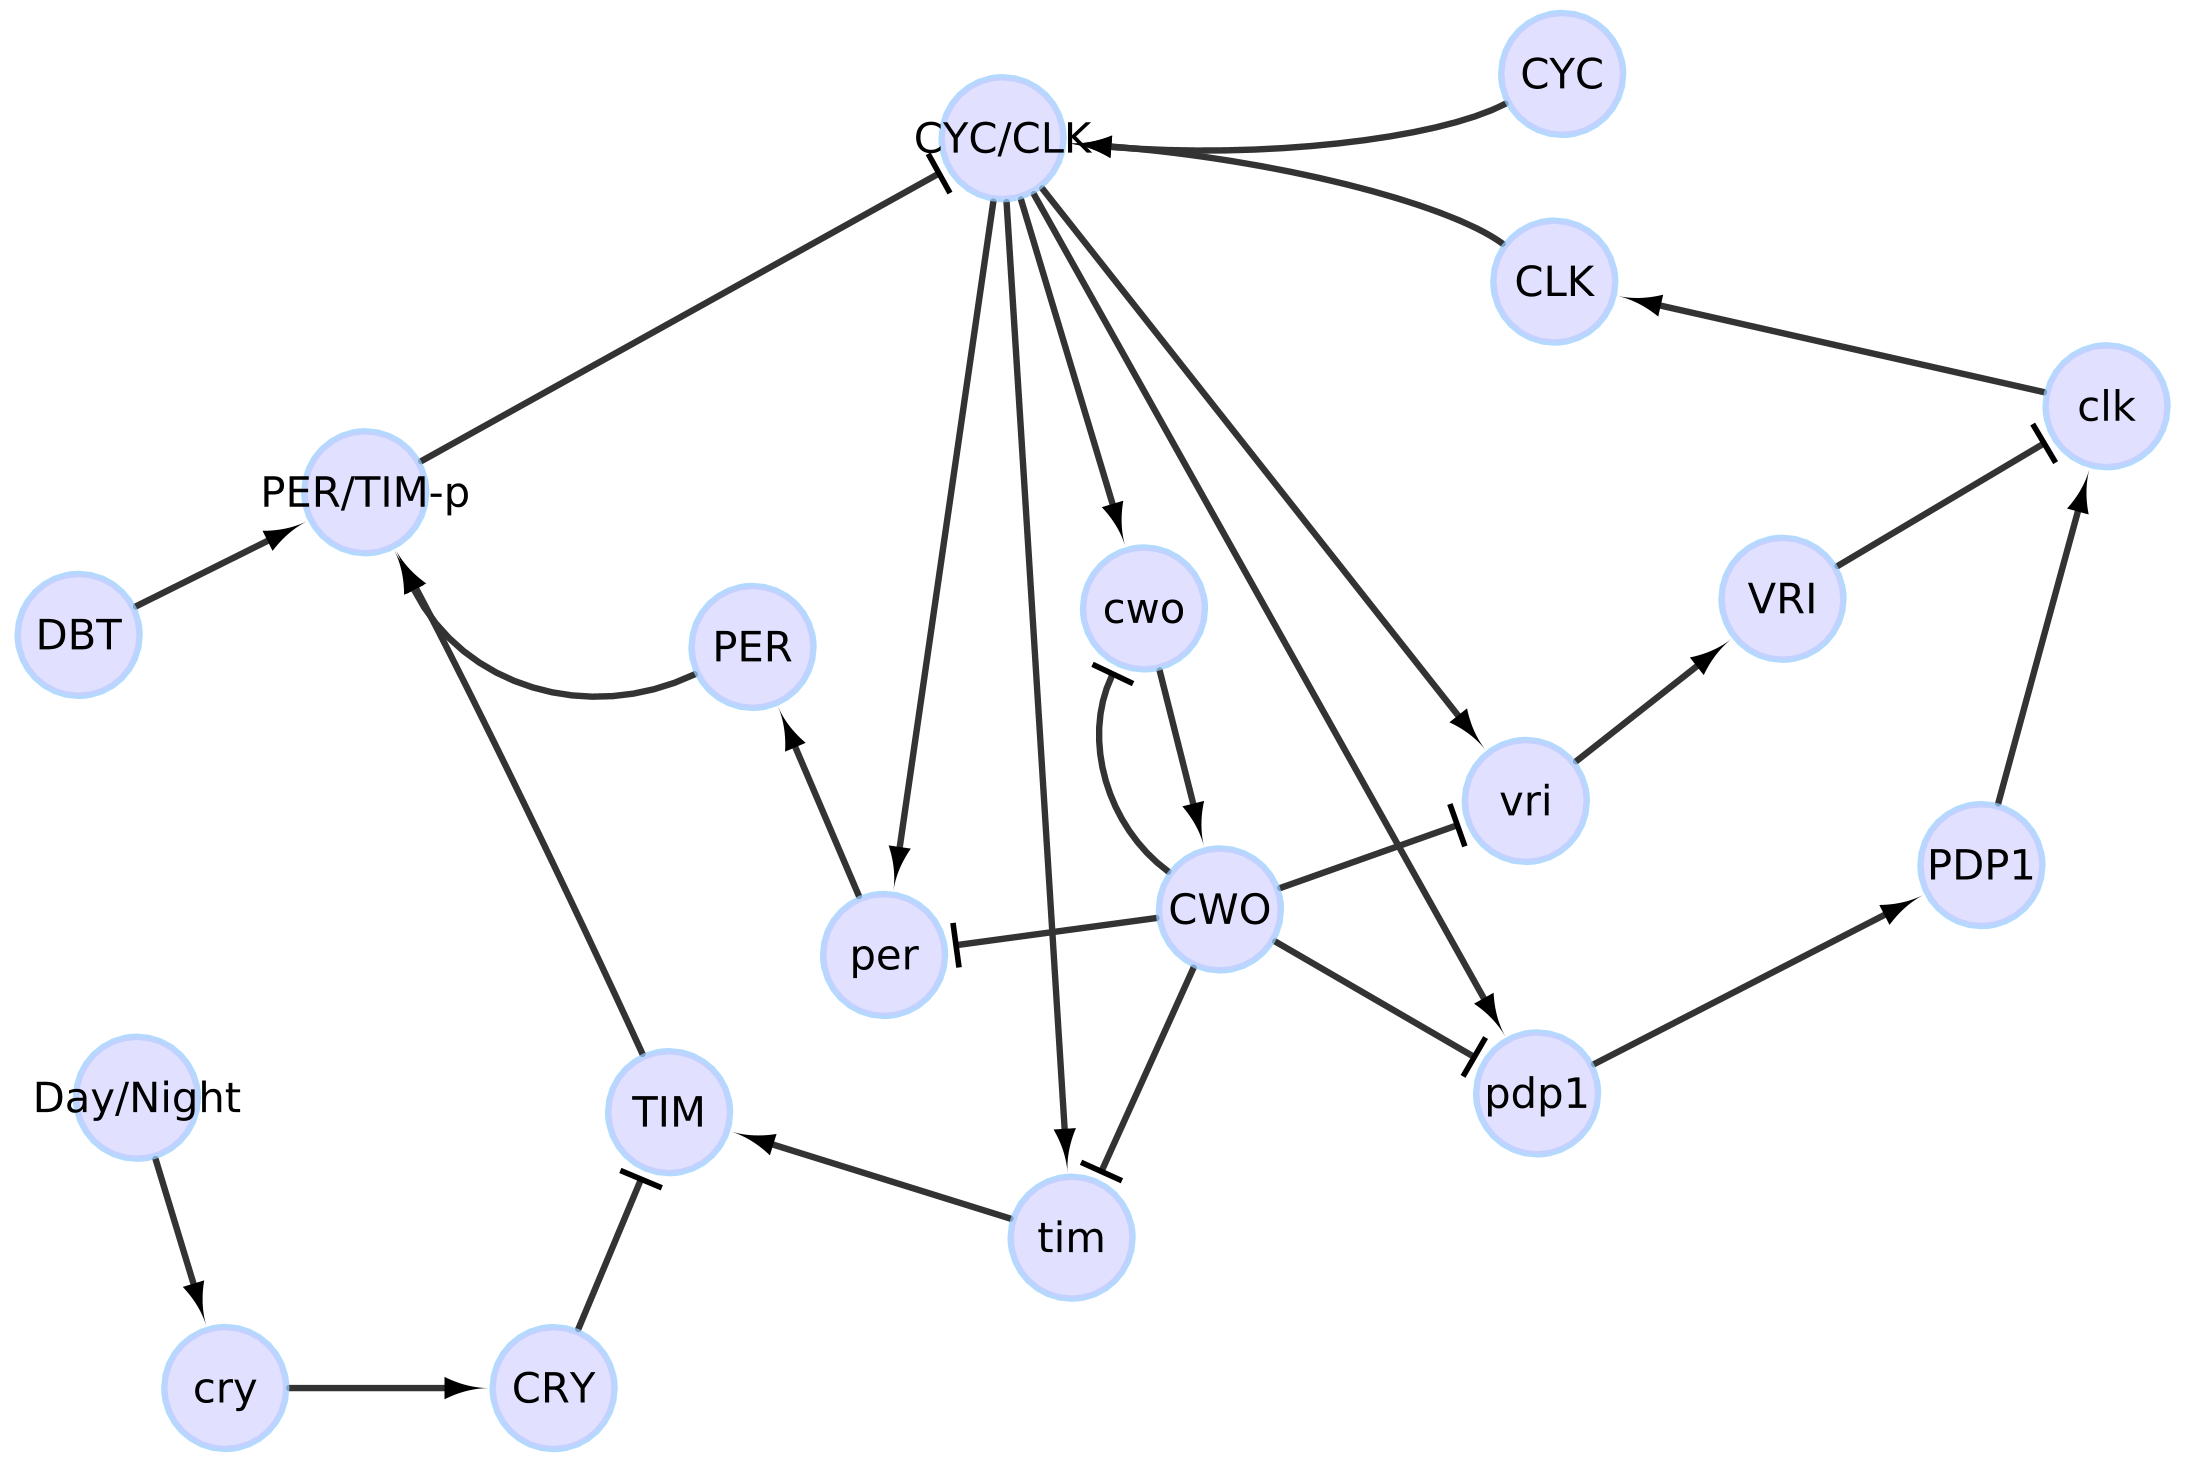 CYC
CYC/CLK
CLK
clk
PER/TIM-p
VRI
cwo
DBT
PER
vri
PDP1
CWO
per
pdp1
Day/Night
TIM
tim
cry
CRY